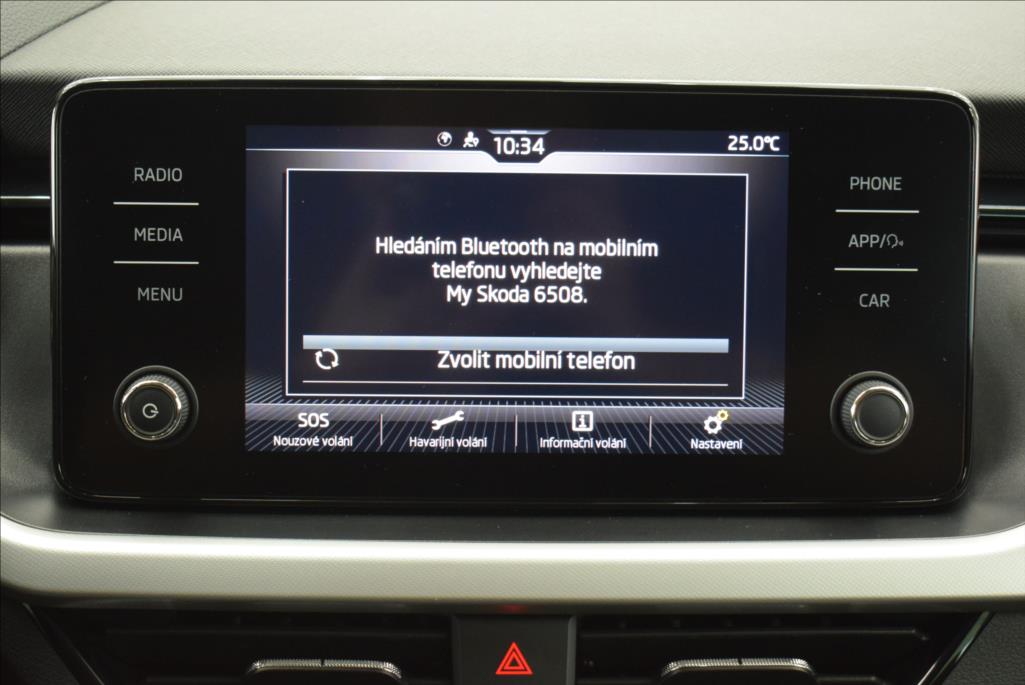 10:34
25.0°C
RADIO
MEDIA
MENU
Hledáním Bluetooth na mobilním
telefonu vyhledejte
My Skoda 6508.
Zvolit mobilní telefon
SOS
Nouzové volání
Havarijní volání
Informační volání
Nastavení
PHONE
APP/
CAR